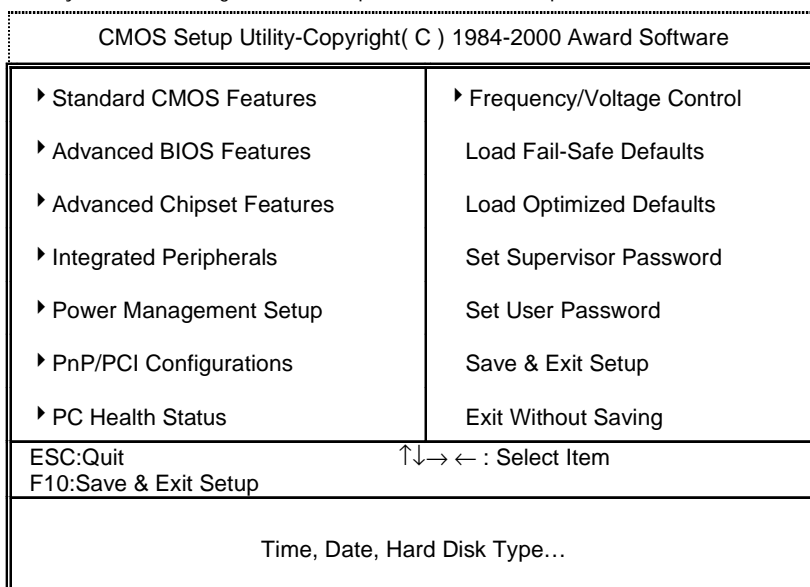 CMOS Setup Utility-Copyright( C ) 1984-2000 Award Software
‣ Standard CMOS Features
‣ Advanced BIOS Features
‣ Advanced Chipset Features
‣ Integrated Peripherals
‣ Power Management Setup
‣ PnP/PCI Configurations
‣ PC Health Status
‣ Frequency/Voltage Control
Load Fail-Safe Defaults
Load Optimized Defaults
Set Supervisor Password
Set User Password
Save & Exit Setup
Exit Without Saving
ESC:Quit ↑↓→ ← : Select Item
F10:Save & Exit Setup
Time, Date, Hard Disk Type…